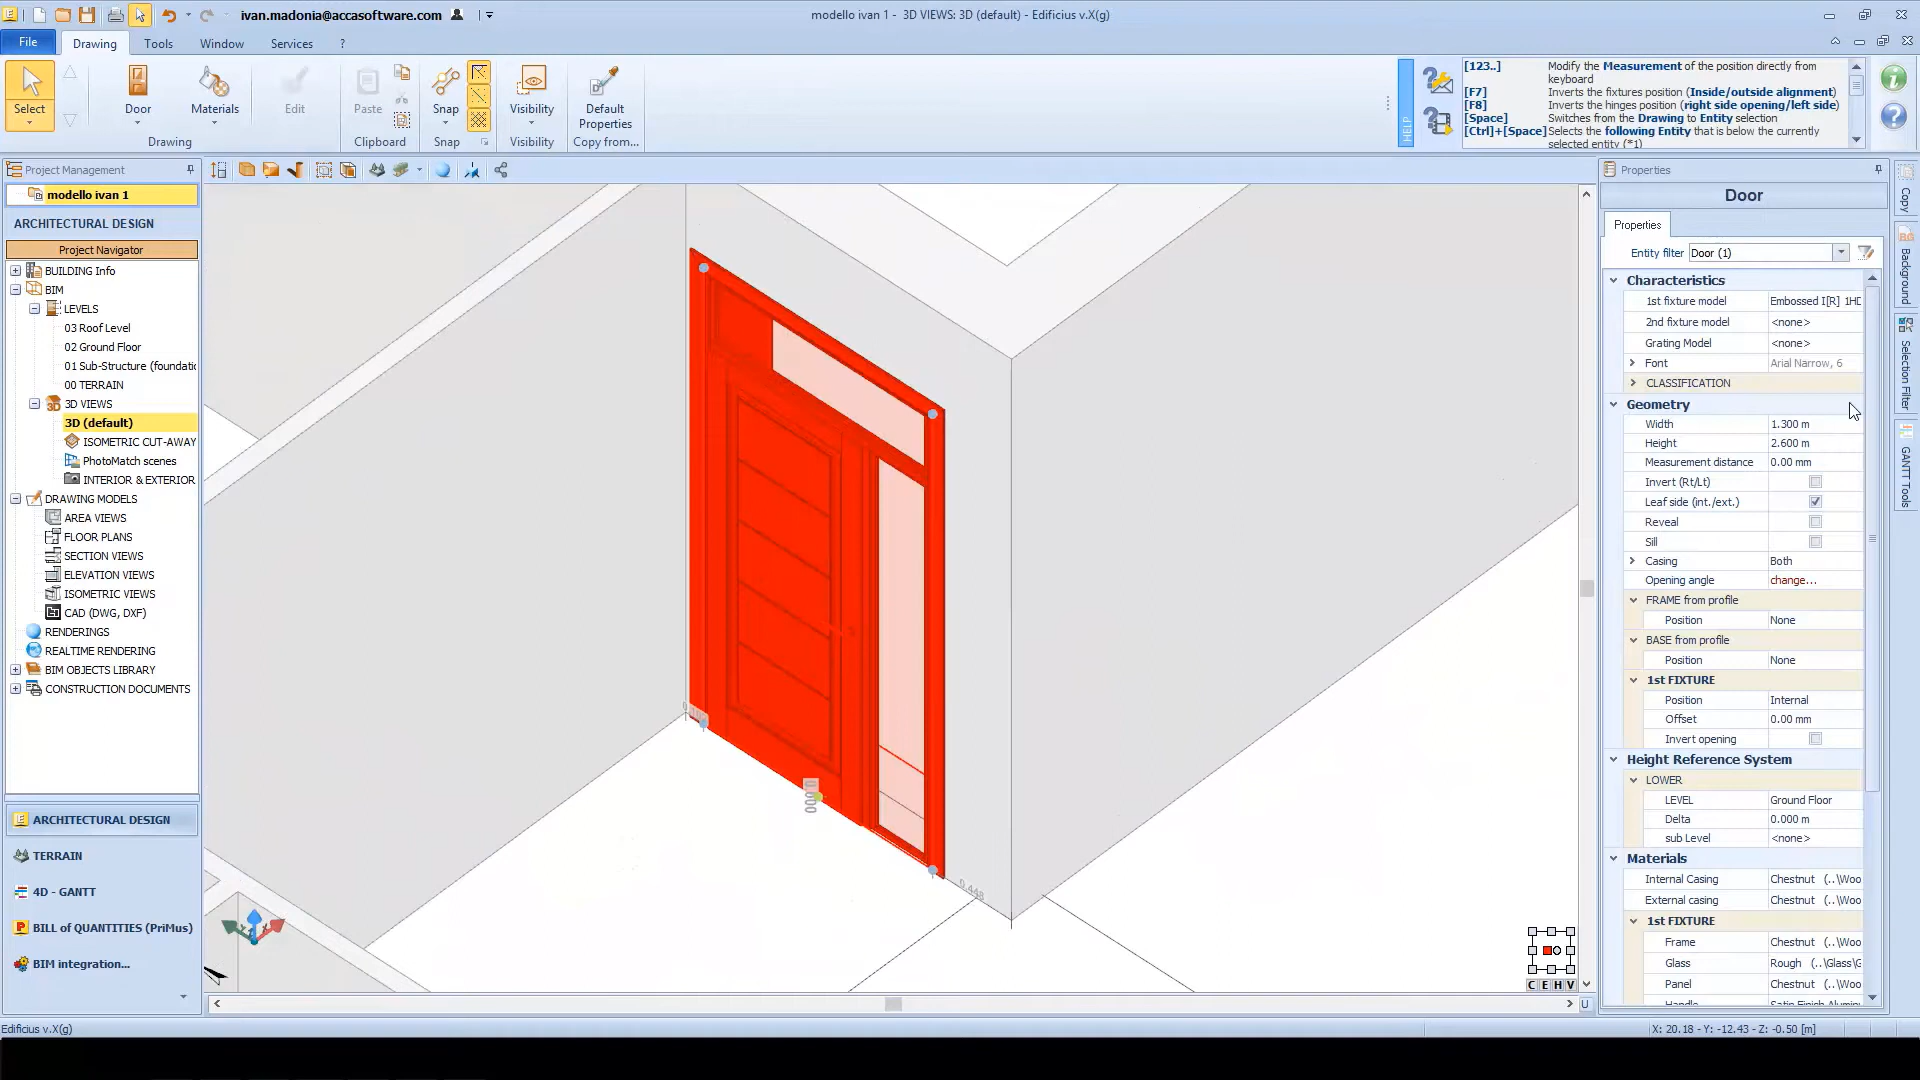 ivan.madonia@accasoftware.com
modello ivan 1 - 3D VIEWS: 3D (default) - Edificius v.X(g)
File
Drawing
Tools
Window
Services
?
Select
Door
Materials
Edit
Paste
Snap
Visibility
Default Properties
Drawing
Clipboard
Snap
Visibility
Copy from...
HELP
[123..] Modify the Measurement of the position directly from keyboard
[F7] Inverts the fixtures position (Inside/outside alignment)
[F8] Inverts the hinges position (right side opening/left side)
[Space] Switches from the Drawing to Entity selection
[Ctrl]+[Space] Selects the following Entity that is below the currently selected entity (*1)
Project Management
modello ivan 1
ARCHITECTURAL DESIGN
Project Navigator
BUILDING Info
BIM
LEVELS
03 Roof Level
02 Ground Floor
01 Sub-Structure (foundatic
00 TERRAIN
3D VIEWS
3D (default)
ISOMETRIC CUT-AWAY
PhotoMatch scenes
INTERIOR & EXTERIOR
DRAWING MODELS
AREA VIEWS
FLOOR PLANS
SECTION VIEWS
ELEVATION VIEWS
ISOMETRIC VIEWS
CAD (DWG, DXF)
RENDERINGS
REALTIME RENDERING
BIM OBJECTS LIBRARY
CONSTRUCTION DOCUMENTS
ARCHITECTURAL DESIGN
TERRAIN
4D - GANTT
BILL of QUANTITIES (PriMus)
BIM integration...
0.448
C E H V
U
Properties
Door
Properties
Entity filter Door (1)
Characteristics
1st fixture model Embossed I[R] 1HD
2nd fixture model <none>
Grating Model <none>
Font Arial Narrow, 6
CLASSIFICATION
Geometry
Width 1.300 m
Height 2.600 m
Measurement distance 0.00 mm
Invert (Rt/Lt)
Leaf side (int./ext.)
Reveal
Sill
Casing Both
Opening angle change...
FRAME from profile
Position None
BASE from profile
Position None
1st FIXTURE
Position Internal
Offset 0.00 mm
Invert opening
Height Reference System
LOWER
LEVEL Ground Floor
Delta 0.000 m
sub Level <none>
Materials
Internal Casing Chestnut (..\Woo
External casing Chestnut (..\Woo
1st FIXTURE
Frame Chestnut (..\Woo
Glass Rough (..\Glass\G
Panel Chestnut (..\Woo
Handle Satin Finish Alumin
Copy
Background
Selection Filter
GANTT Tools
Edificius v.X(g)
X: 20.18 - Y: -12.43 - Z: -0.50 [m]